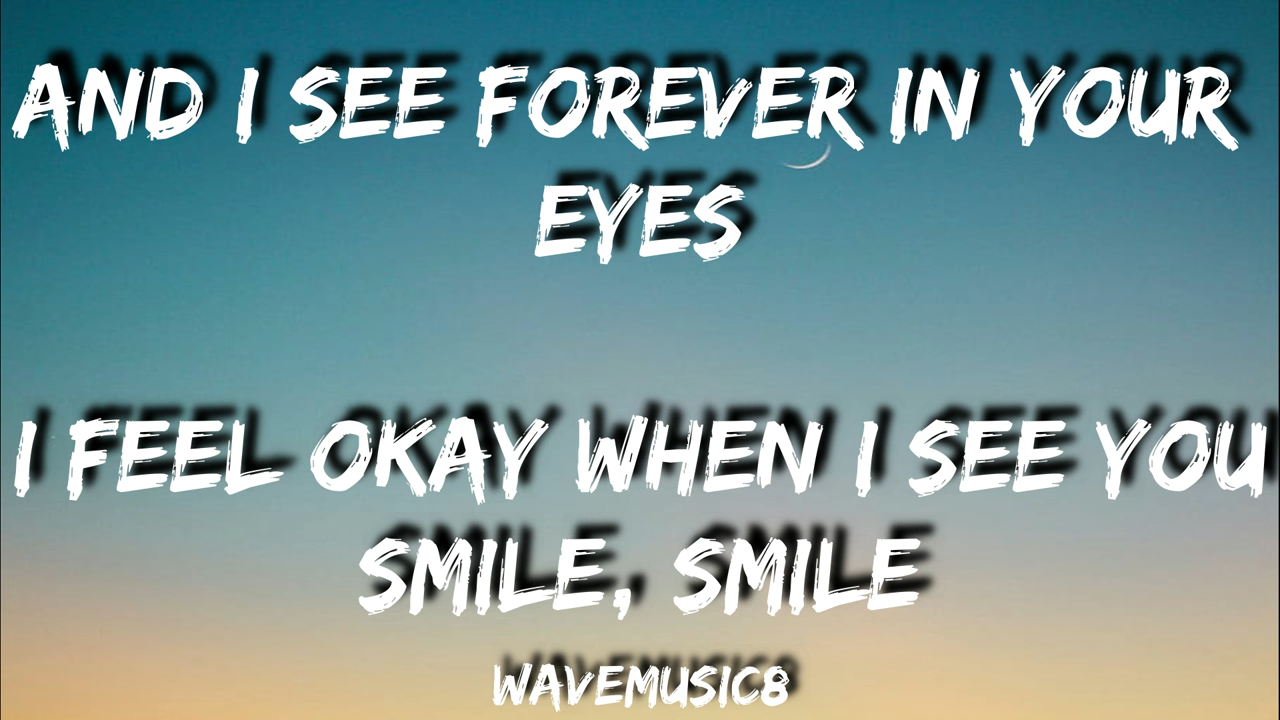 AND I SEE FOREVER IN YOUR
EYES
I FEEL OKAY WHEN I SEE YOU
SMILE, SMILE
WAVEMUSIC8